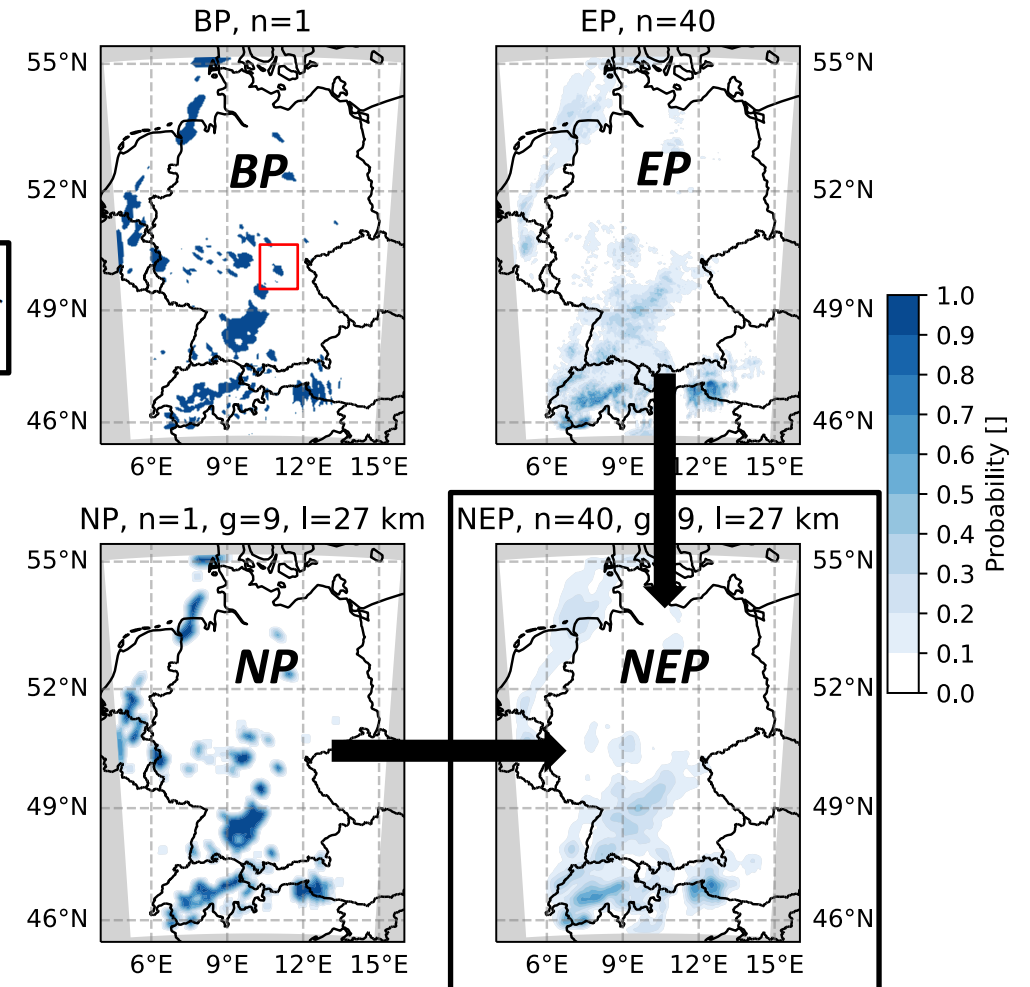 BP, n=1
EP, n=40
55°N
52°N
49°N
46°N
BP
EP
55°N
52°N
49°N
46°N
6°E 9°E 12°E 15°E
6°E 9°E 12°E 15°E
1.0
0.9
0.8
0.7
0.6
0.5
0.4
0.3
0.2
0.1
0.0
Probability []
NP, n=1, g=9, l=27 km
NEP, n=40, g=9, l=27 km
55°N
52°N
49°N
46°N
NP
NEP
55°N
52°N
49°N
46°N
6°E 9°E 12°E 15°E
6°E 9°E 12°E 15°E